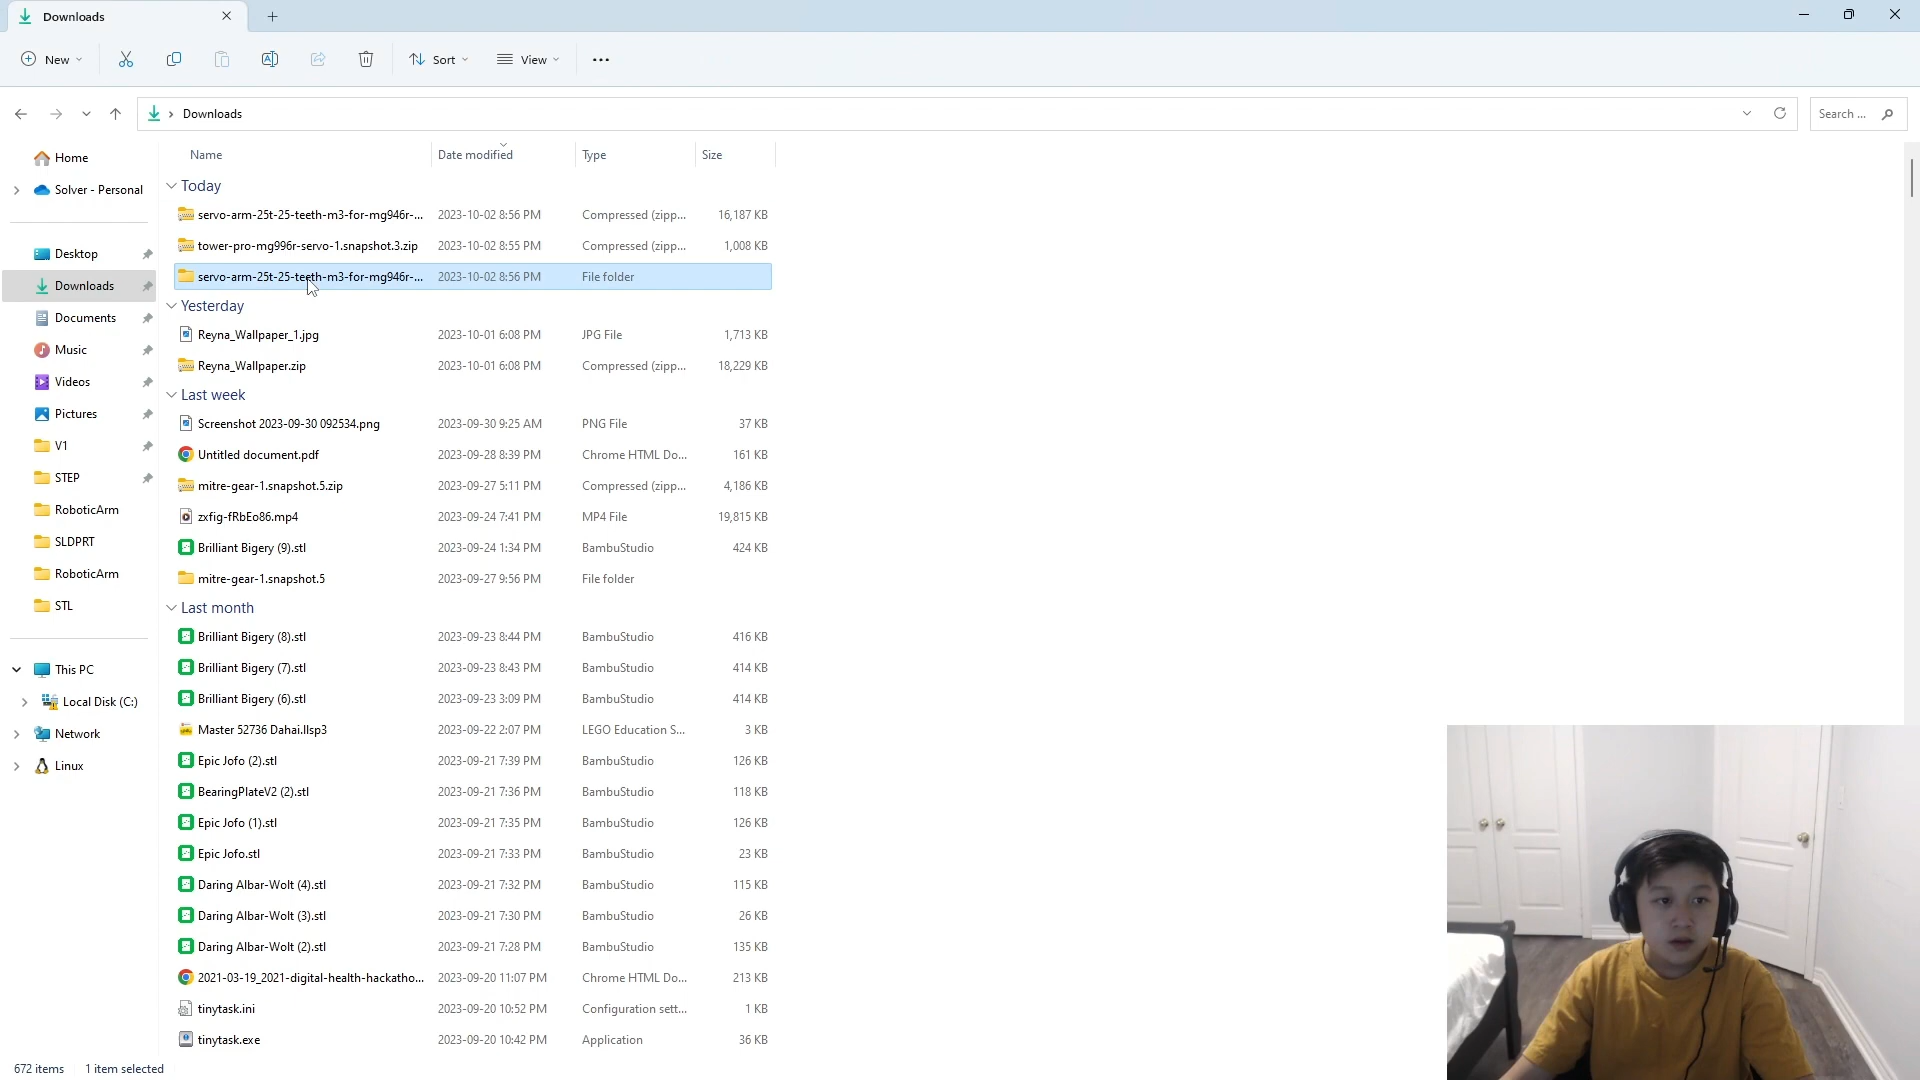 Downloads
New
Sort
View
Downloads
Search ...
Home
Solver - Personal
Desktop
Downloads
Documents
Music
Videos
Pictures
V1
STEP
RoboticArm
SLDPRT
RoboticArm
STL
This PC
Local Disk (C:)
Network
Linux
Name Date modified Type Size
Today
servo-arm-25t-25-teeth-m3-for-mg946r-... 2023-10-02 8:56 PM Compressed (zipp... 16,187 KB
tower-pro-mg996r-servo-1.snapshot.3.zip 2023-10-02 8:55 PM Compressed (zipp... 1,008 KB
servo-arm-25t-25-teeth-m3-for-mg946r-... 2023-10-02 8:56 PM File folder
Yesterday
Reyna_Wallpaper_1.jpg 2023-10-01 6:08 PM JPG File 1,713 KB
Reyna_Wallpaper.zip 2023-10-01 6:08 PM Compressed (zipp... 18,229 KB
Last week
Screenshot 2023-09-30 092534.png 2023-09-30 9:25 AM PNG File 37 KB
Untitled document.pdf 2023-09-28 8:39 PM Chrome HTML Do... 161 KB
mitre-gear-1.snapshot.5.zip 2023-09-27 5:11 PM Compressed (zipp... 4,186 KB
zxfig-fRbEo86.mp4 2023-09-24 7:41 PM MP4 File 19,815 KB
Brilliant Bigery (9).stl 2023-09-24 1:34 PM BambuStudio 424 KB
mitre-gear-1.snapshot.5 2023-09-27 9:56 PM File folder
Last month
Brilliant Bigery (8).stl 2023-09-23 8:44 PM BambuStudio 416 KB
Brilliant Bigery (7).stl 2023-09-23 8:43 PM BambuStudio 414 KB
Brilliant Bigery (6).stl 2023-09-23 3:09 PM BambuStudio 414 KB
Master 52736 Dahai.llsp3 2023-09-22 2:07 PM LEGO Education S... 3 KB
Epic Jofo (2).stl 2023-09-21 7:39 PM BambuStudio 126 KB
BearingPlateV2 (2).stl 2023-09-21 7:36 PM BambuStudio 118 KB
Epic Jofo (1).stl 2023-09-21 7:35 PM BambuStudio 126 KB
Epic Jofo.stl 2023-09-21 7:33 PM BambuStudio 23 KB
Daring Albar-Wolt (4).stl 2023-09-21 7:32 PM BambuStudio 115 KB
Daring Albar-Wolt (3).stl 2023-09-21 7:30 PM BambuStudio 26 KB
Daring Albar-Wolt (2).stl 2023-09-21 7:28 PM BambuStudio 135 KB
2021-03-19_2021-digital-health-hackatho... 2023-09-20 11:07 PM Chrome HTML Do... 213 KB
tinytask.ini 2023-09-20 10:52 PM Configuration sett... 1 KB
tinytask.exe 2023-09-20 10:42 PM Application 36 KB
672 items 1 item selected